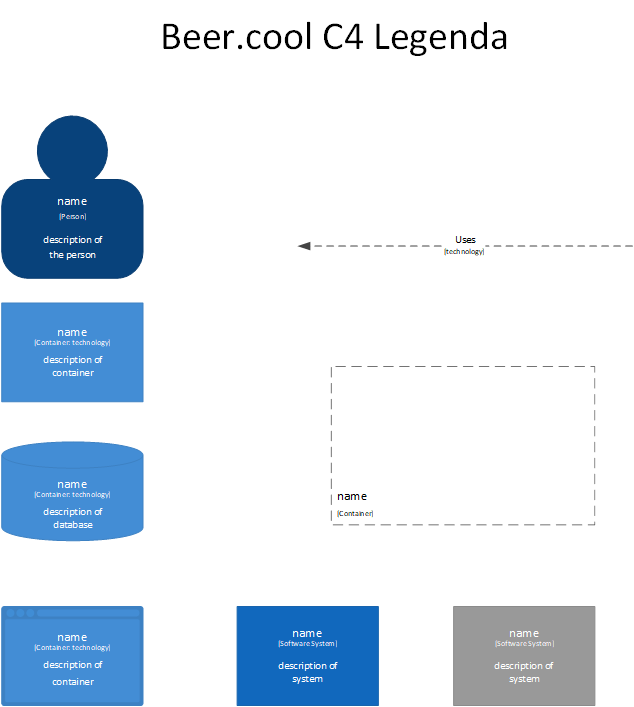 Beer.cool C4 Legenda
name
[Person]
description of
the person
Uses
[technology]
name
[Container: technology]
description of
container
name
[Container]
name
[Container: technology]
description of
database
name
[Container: technology]
description of
container
name
[Software System]
description of
system
name
[Software System]
description of
system